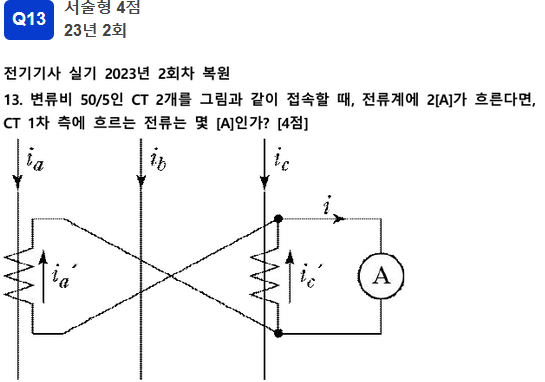 Q13
서술형 4점
23년 2회
전기기사 실기 2023년 2회차 복원
13. 변류비 50/5인 CT 2개를 그림과 같이 접속할 때, 전류계에 2[A]가 흐른다면,
CT 1차 측에 흐르는 전류는 몇 [A]인가? [4점]
i_a i_b i_c
i
i_a′ i_c′ A